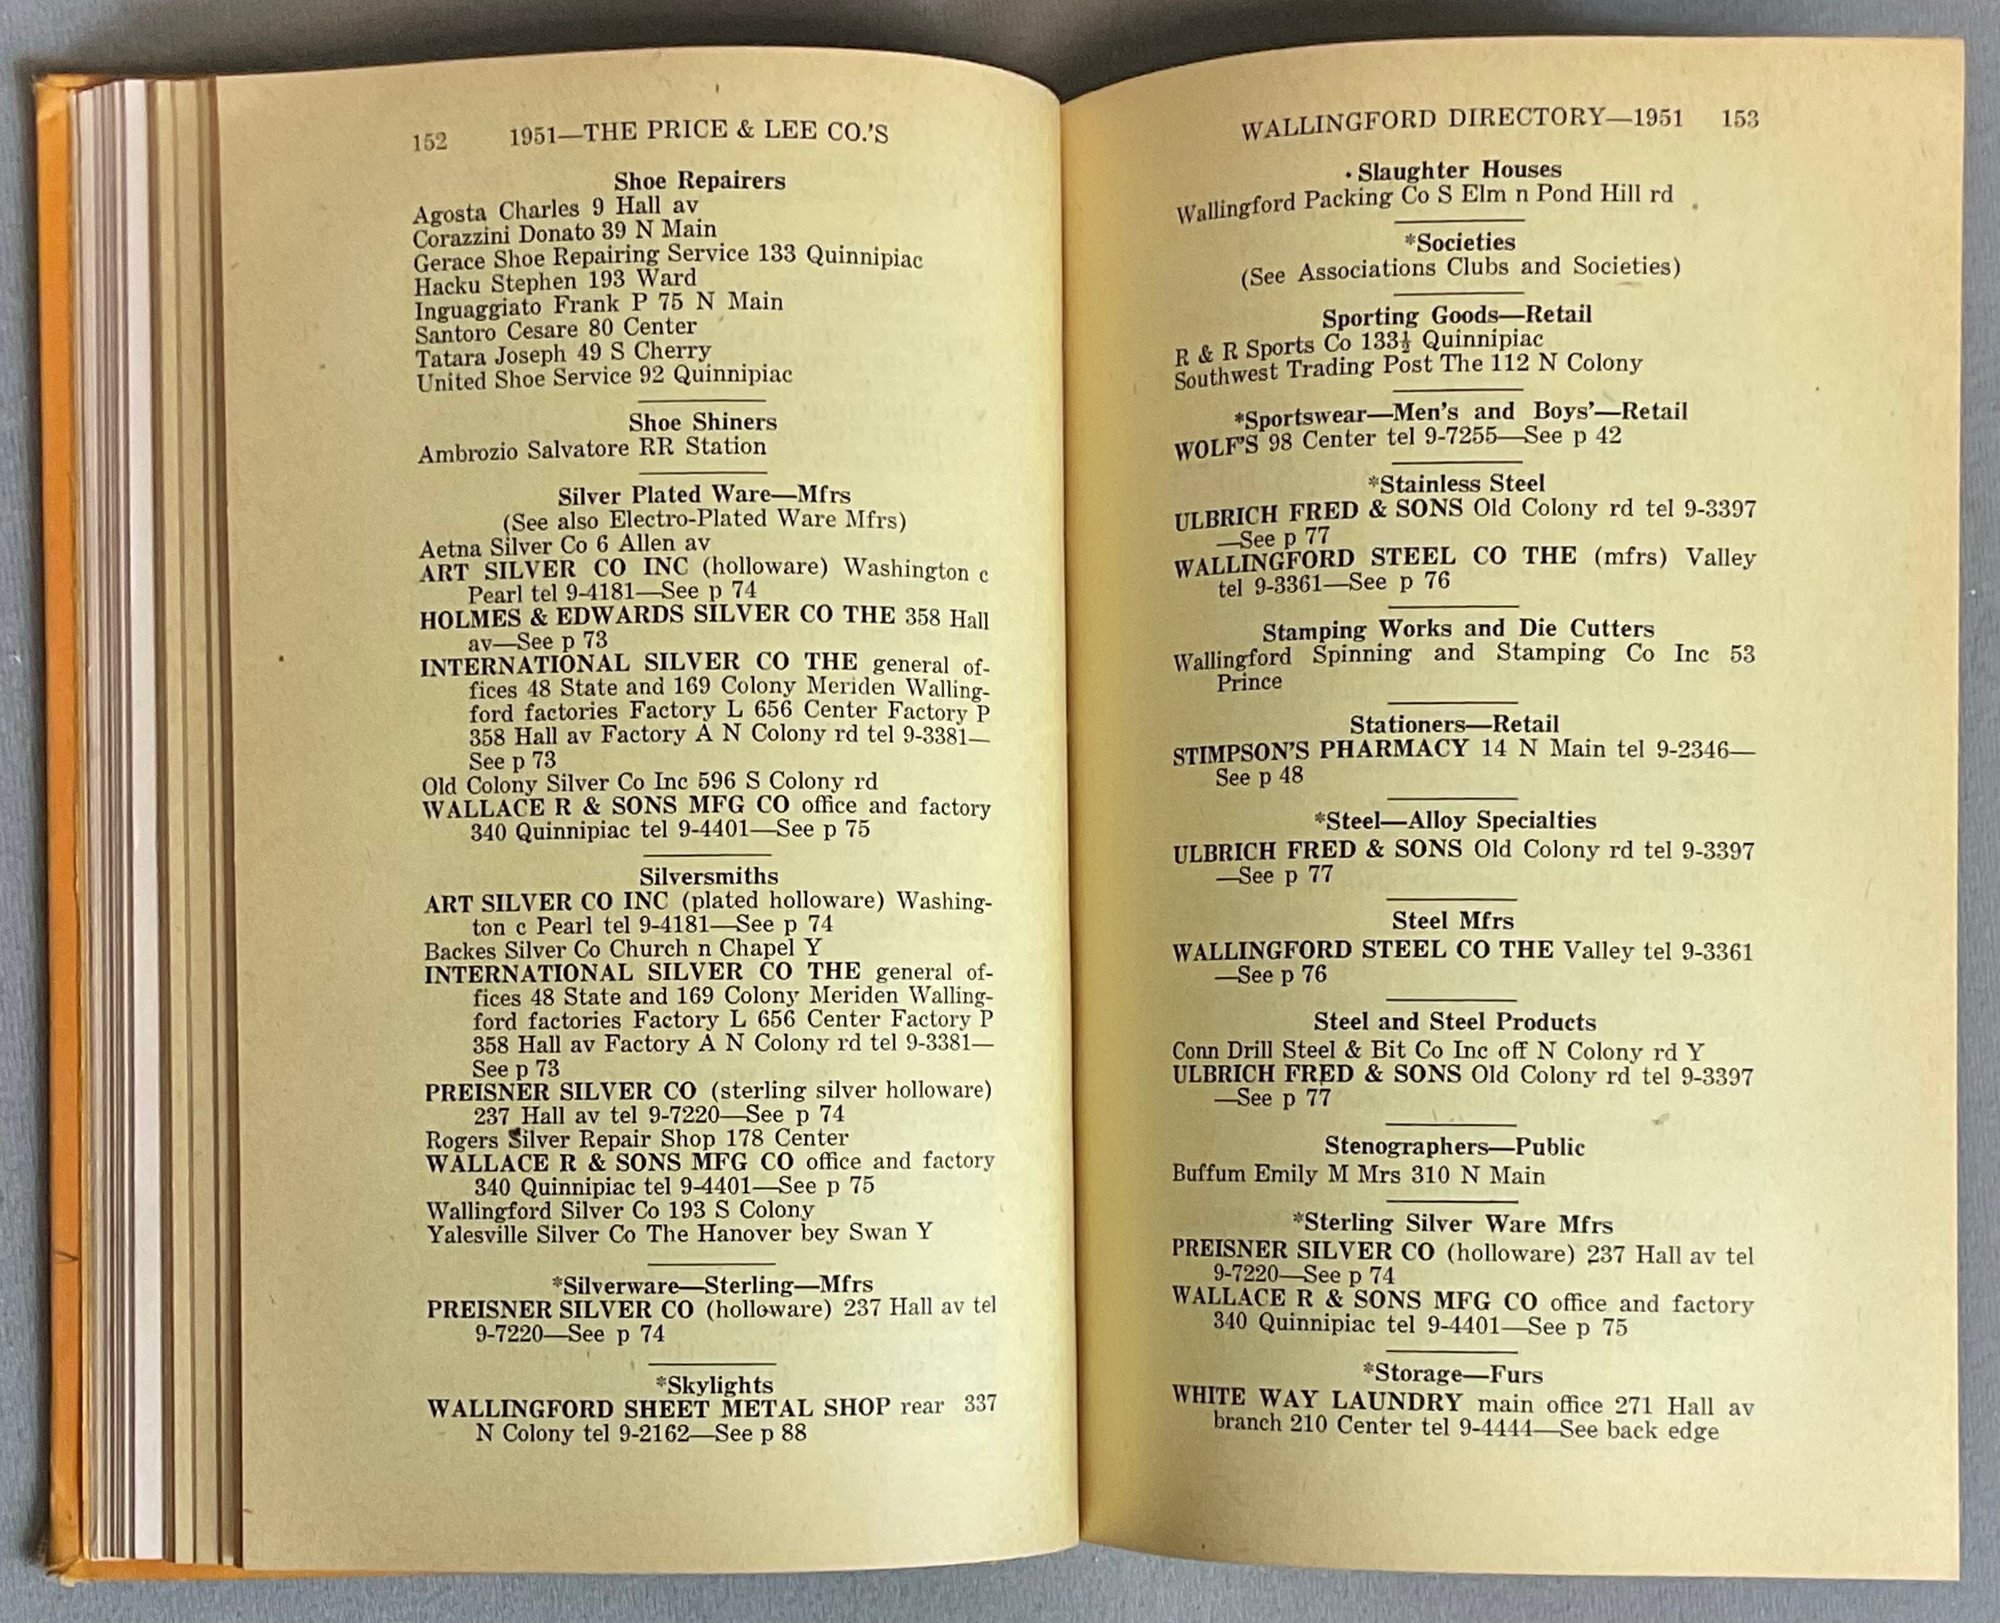 152 1951—THE PRICE & LEE CO.'S
Shoe Repairers
Agosta Charles 9 Hall av
Corazzini Donato 39 N Main
Gerace Shoe Repairing Service 133 Quinnipiac
Hacku Stephen 193 Ward
Inguaggiato Frank P 75 N Main
Santoro Cesare 80 Center
Tatara Joseph 49 S Cherry
United Shoe Service 92 Quinnipiac
Shoe Shiners
Ambrozio Salvatore RR Station
Silver Plated Ware—Mfrs
(See also Electro-Plated Ware Mfrs)
Aetna Silver Co 6 Allen av
ART SILVER CO INC (holloware) Washington c
Pearl tel 9-4181—See p 74
HOLMES & EDWARDS SILVER CO THE 358 Hall
av—See p 73
INTERNATIONAL SILVER CO THE general of-
fices 48 State and 169 Colony Meriden Walling-
ford factories Factory L 656 Center Factory P
358 Hall av Factory A N Colony rd tel 9-3381—
See p 73
Old Colony Silver Co Inc 596 S Colony rd
WALLACE R & SONS MFG CO office and factory
340 Quinnipiac tel 9-4401—See p 75
Silversmiths
ART SILVER CO INC (plated holloware) Washing-
ton c Pearl tel 9-4181—See p 74
Backes Silver Co Church n Chapel Y
INTERNATIONAL SILVER CO THE general of-
fices 48 State and 169 Colony Meriden Walling-
ford factories Factory L 656 Center Factory P
358 Hall av Factory A N Colony rd tel 9-3381—
See p 73
PREISNER SILVER CO (sterling silver holloware)
237 Hall av tel 9-7220—See p 74
Rogers Silver Repair Shop 178 Center
WALLACE R & SONS MFG CO office and factory
340 Quinnipiac tel 9-4401—See p 75
Wallingford Silver Co 193 S Colony
Yalesville Silver Co The Hanover bey Swan Y
*Silverware—Sterling—Mfrs
PREISNER SILVER CO (holloware) 237 Hall av tel
9-7220—See p 74
*Skylights
WALLINGFORD SHEET METAL SHOP rear 337
N Colony tel 9-2162—See p 88
WALLINGFORD DIRECTORY—1951 153
Slaughter Houses
Wallingford Packing Co S Elm n Pond Hill rd
*Societies
(See Associations Clubs and Societies)
Sporting Goods—Retail
R & R Sports Co 133½ Quinnipiac
Southwest Trading Post The 112 N Colony
*Sportswear—Men's and Boys'—Retail
WOLF'S 98 Center tel 9-7255—See p 42
*Stainless Steel
ULBRICH FRED & SONS Old Colony rd tel 9-3397
—See p 77
WALLINGFORD STEEL CO THE (mfrs) Valley
tel 9-3361—See p 76
Stamping Works and Die Cutters
Wallingford Spinning and Stamping Co Inc 53
Prince
Stationers—Retail
STIMPSON'S PHARMACY 14 N Main tel 9-2346—
See p 48
*Steel—Alloy Specialties
ULBRICH FRED & SONS Old Colony rd tel 9-3397
—See p 77
Steel Mfrs
WALLINGFORD STEEL CO THE Valley tel 9-3361
—See p 76
Steel and Steel Products
Conn Drill Steel & Bit Co Inc off N Colony rd Y
ULBRICH FRED & SONS Old Colony rd tel 9-3397
—See p 77
Stenographers—Public
Buffum Emily M Mrs 310 N Main
*Sterling Silver Ware Mfrs
PREISNER SILVER CO (holloware) 237 Hall av tel
9-7220—See p 74
WALLACE R & SONS MFG CO office and factory
340 Quinnipiac tel 9-4401—See p 75
*Storage—Furs
WHITE WAY LAUNDRY main office 271 Hall av
branch 210 Center tel 9-4444—See back edge